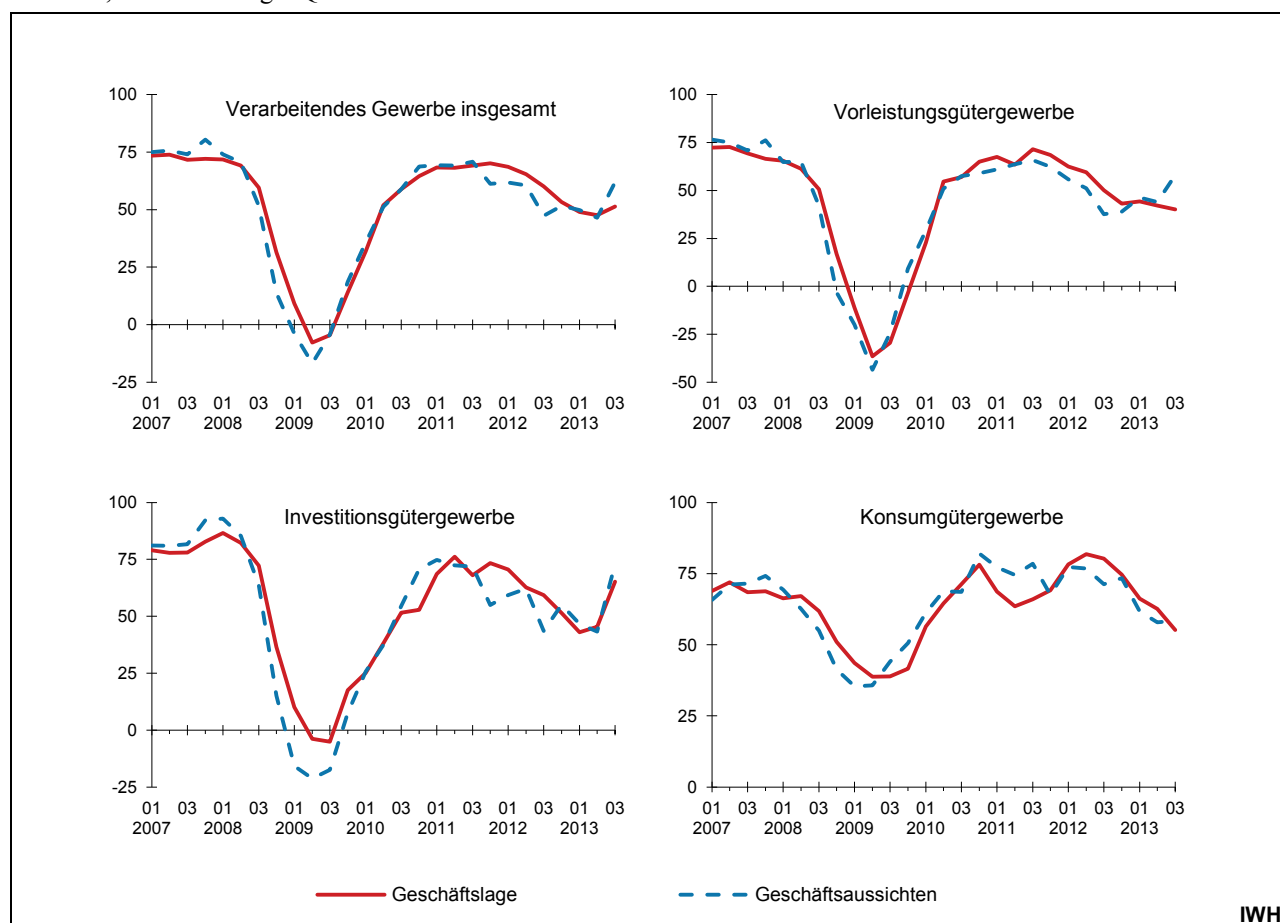 100
Verarbeitendes Gewerbe insgesamt
75
50
25
0
-25
01 03 01 03 01 03 01 03 01 03 01 03 01 03
2007 2008 2009 2010 2011 2012 2013
100
Vorleistungsgütergewerbe
75
50
25
0
-25
-50
01 03 01 03 01 03 01 03 01 03 01 03 01 03
2007 2008 2009 2010 2011 2012 2013
100
Investitionsgütergewerbe
75
50
25
0
-25
01 03 01 03 01 03 01 03 01 03 01 03 01 03
2007 2008 2009 2010 2011 2012 2013
100
Konsumgütergewerbe
75
50
25
0
01 03 01 03 01 03 01 03 01 03 01 03 01 03
2007 2008 2009 2010 2011 2012 2013
Geschäftslage Geschäftsaussichten
IWH